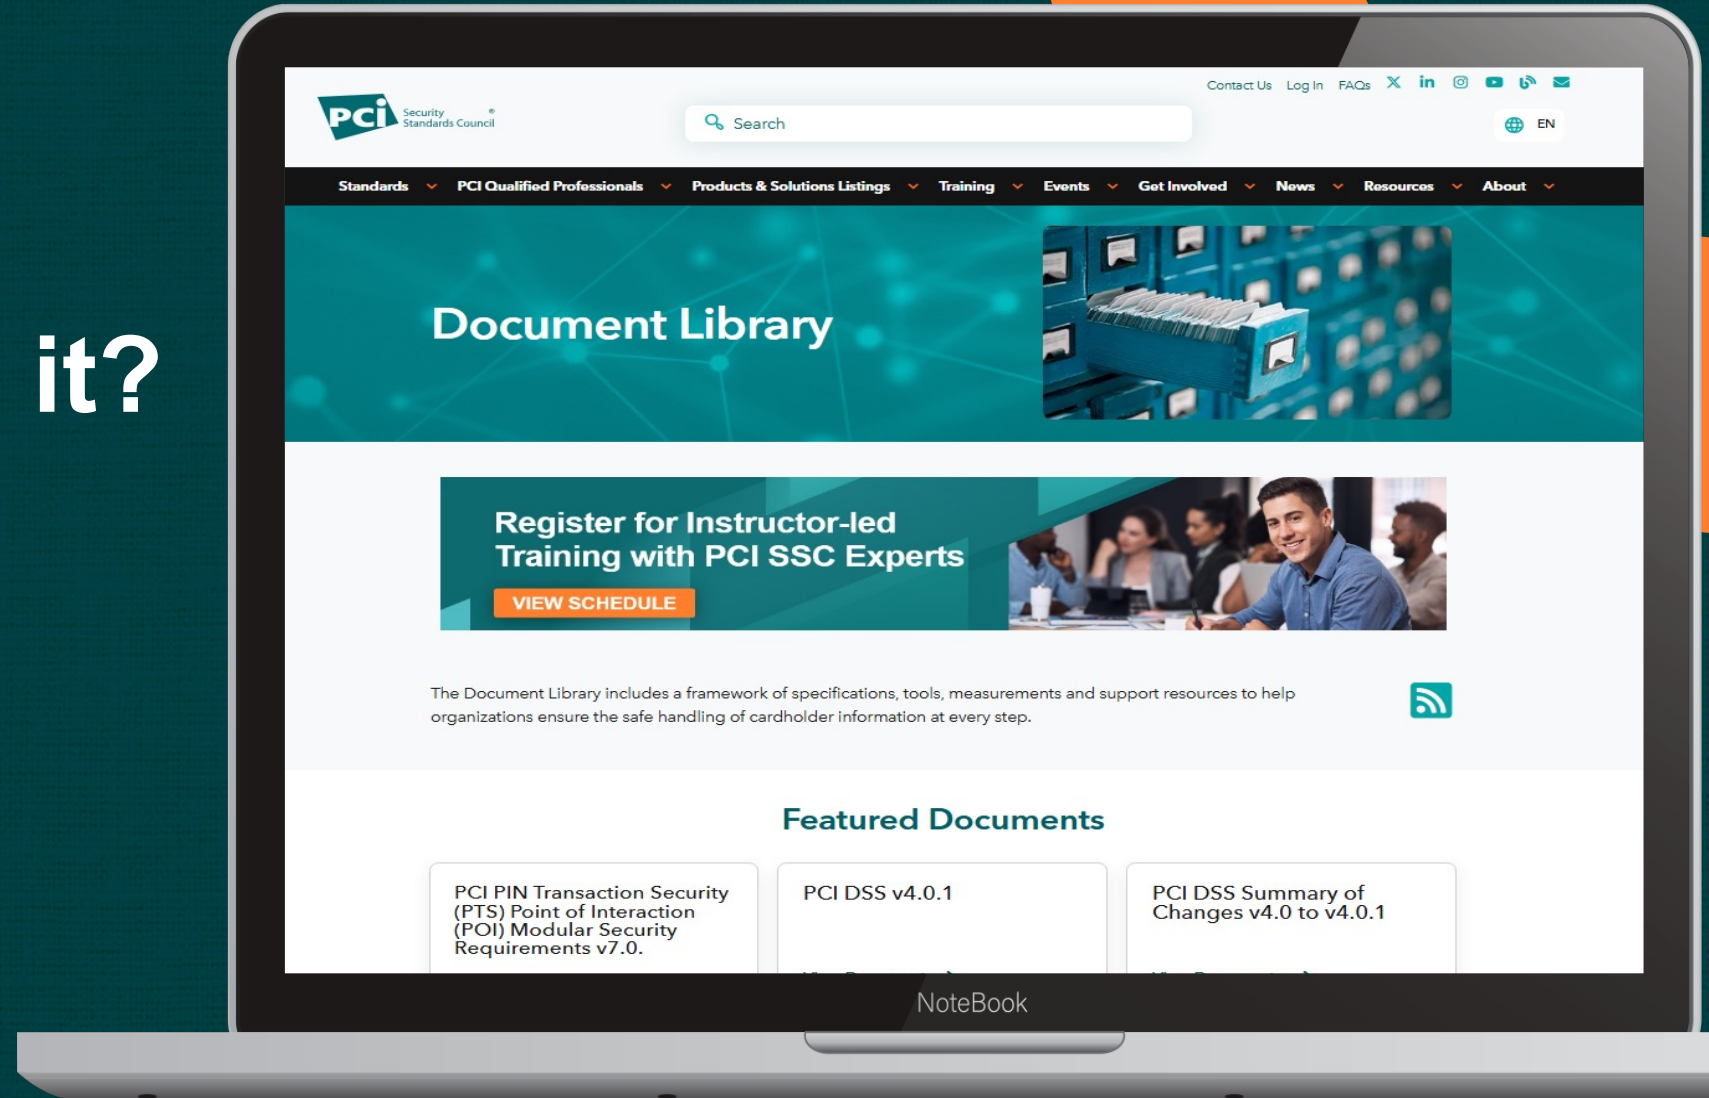 it?
Contact Us Log In FAQs
PCi Security
Standards Council ®
Search
EN
Standards PCI Qualified Professionals Products & Solutions Listings Training Events Get Involved News Resources About
Document Library
Register for Instructor-led
Training with PCI SSC Experts
VIEW SCHEDULE
The Document Library includes a framework of specifications, tools, measurements and support resources to help
organizations ensure the safe handling of cardholder information at every step.
Featured Documents
PCI PIN Transaction Security
(PTS) Point of Interaction
(POI) Modular Security
Requirements v7.0.
PCI DSS v4.0.1
PCI DSS Summary of
Changes v4.0 to v4.0.1
NoteBook